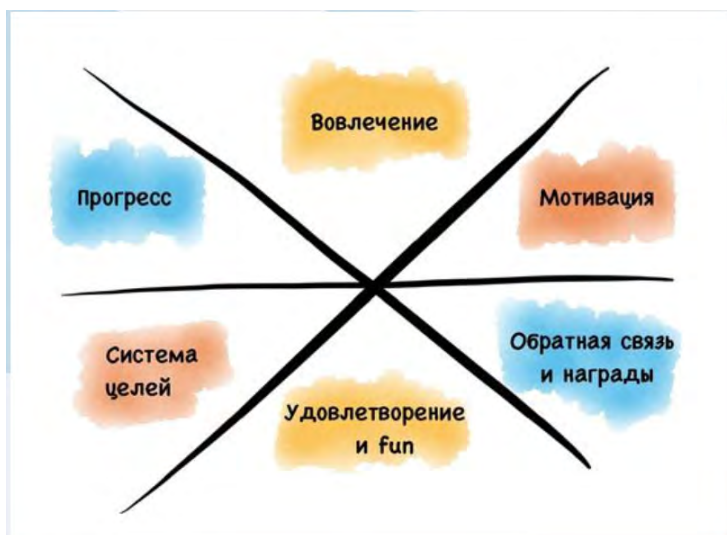 Вовлечение
Прогресс
Мотивация
Система
целей
Обратная связь
и награды
Удовлетворение
и fun